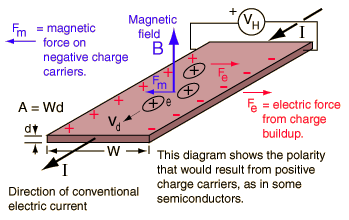 Fm = magnetic
force on
negative charge
carriers.
Magnetic
field
B
+
VH
I
Fm
Fe
+ + + + + + + + +
e
Vd
A = Wd
Fe = electric force
from charge
buildup.
d
W
I
Direction of conventional
electric current
This diagram shows the polarity
that would result from positive
charge carriers, as in some
semiconductors.